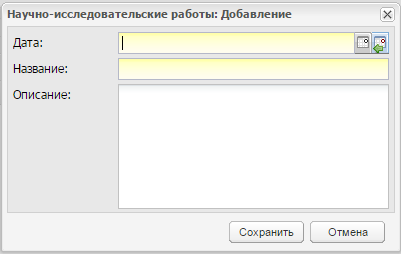 Научно-исследовательские работы: Добавление
Дата:
Название:
Описание:
Сохранить
Отмена